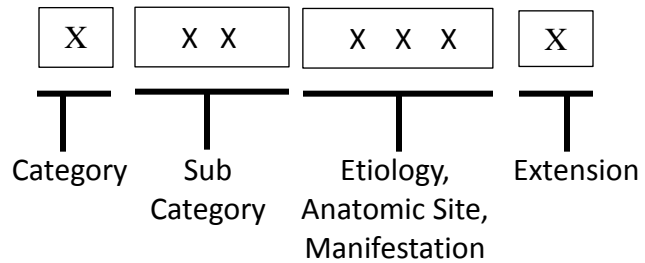 X X X X X X X
Category Sub Category Etiology, Anatomic Site, Manifestation Extension